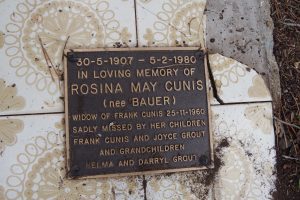 30-5-1907 - 5-2-1980
IN LOVING MEMORY OF
ROSINA MAY CUNIS
(nee BAUER)
WIDOW OF FRANK CUNIS 25-11-1960
SADLY MISSED BY HER CHILDREN
FRANK CUNIS AND JOYCE GROUT
AND GRANDCHILDREN
KELMA AND DARRYL GROUT